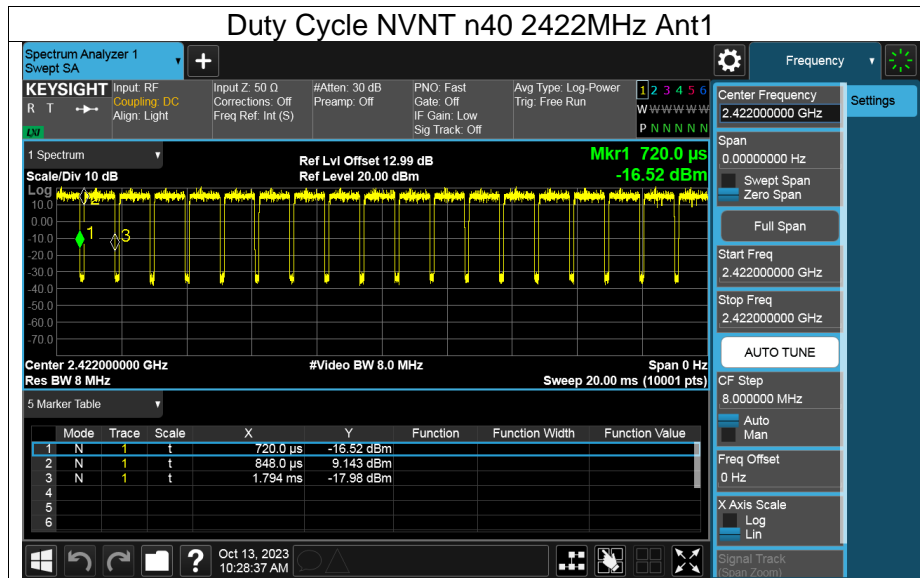 Duty Cycle NVNT n40 2422MHz Ant1
Spectrum Analyzer 1
Swept SA
+
Frequency
KEYSIGHT
R T
LXI
Input: RF
Coupling: DC
Align: Light
Input Z: 50 Ω
Corrections: Off
Freq Ref: Int (S)
#Atten: 30 dB
Preamp: Off
PNO: Fast
Gate: Off
IF Gain: Low
Sig Track: Off
Avg Type: Log-Power
Trig: Free Run
1 2 3 4 5 6
W W W W W W
P N N N N N
1 Spectrum
Scale/Div 10 dB
Ref Lvl Offset 12.99 dB
Ref Level 20.00 dBm
Mkr1 720.0 µs
-16.52 dBm
Log
10.0
0.00
-10.0
-20.0
-30.0
-40.0
-50.0
-60.0
-70.0
1
2
3
Center 2.422000000 GHz
Res BW 8 MHz
#Video BW 8.0 MHz
Span 0 Hz
Sweep 20.00 ms (10001 pts)
5 Marker Table
Mode Trace Scale X Y Function Function Width Function Value
1 N 1 t 720.0 µs -16.52 dBm
2 N 1 t 848.0 µs 9.143 dBm
3 N 1 t 1.794 ms -17.98 dBm
4
5
6
?
Oct 13, 2023
10:28:37 AM
Center Frequency
2.422000000 GHz
Settings
Span
0.00000000 Hz
Swept Span
Zero Span
Full Span
Start Freq
2.422000000 GHz
Stop Freq
2.422000000 GHz
AUTO TUNE
CF Step
8.000000 MHz
Auto
Man
Freq Offset
0 Hz
X Axis Scale
Log
Lin
Signal Track
(Span Zoom)